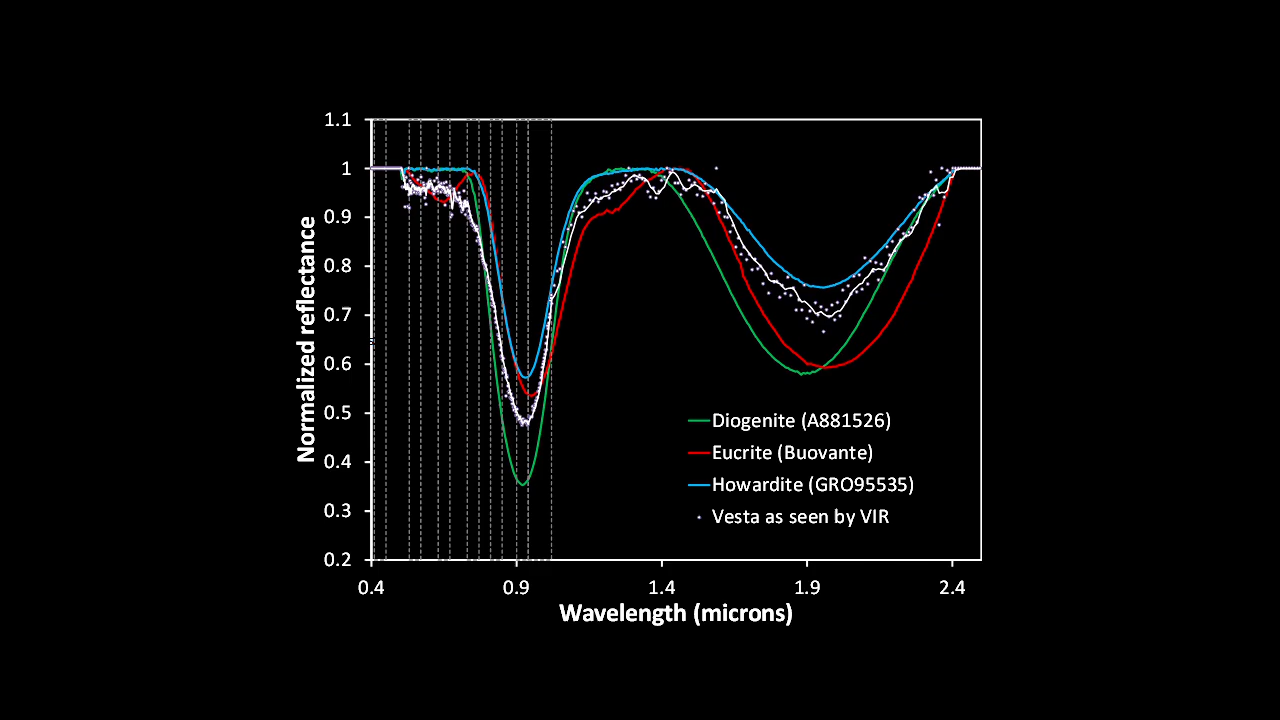 1.1
1
0.9
0.8
0.7
0.6
0.5
0.4
0.3
0.2
Normalized reflectance
Diogenite (A881526)
Eucrite (Buovante)
Howardite (GRO95535)
Vesta as seen by VIR
0.4 0.9 1.4 1.9 2.4
Wavelength (microns)